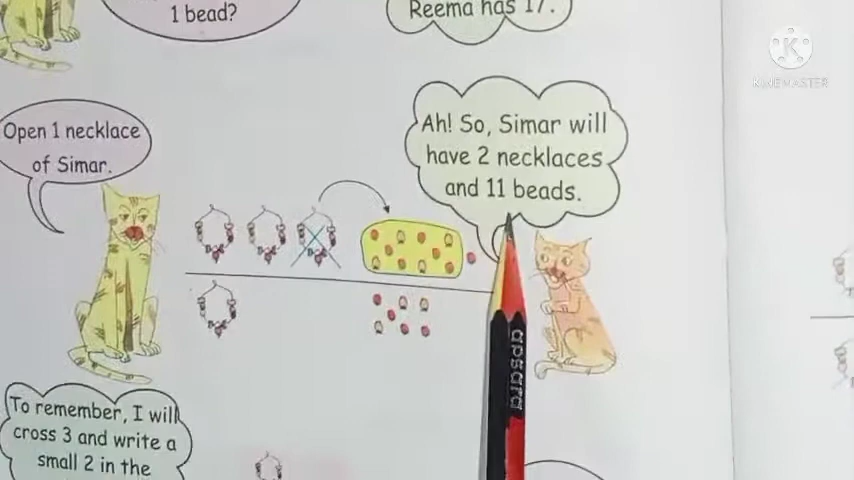 1 bead?
Reema has 17.
KINEMASTER
Open 1 necklace
of Simar.
Ah! So, Simar will
have 2 necklaces
and 11 beads.
apsara
To remember, I will
cross 3 and write a
small 2 in the